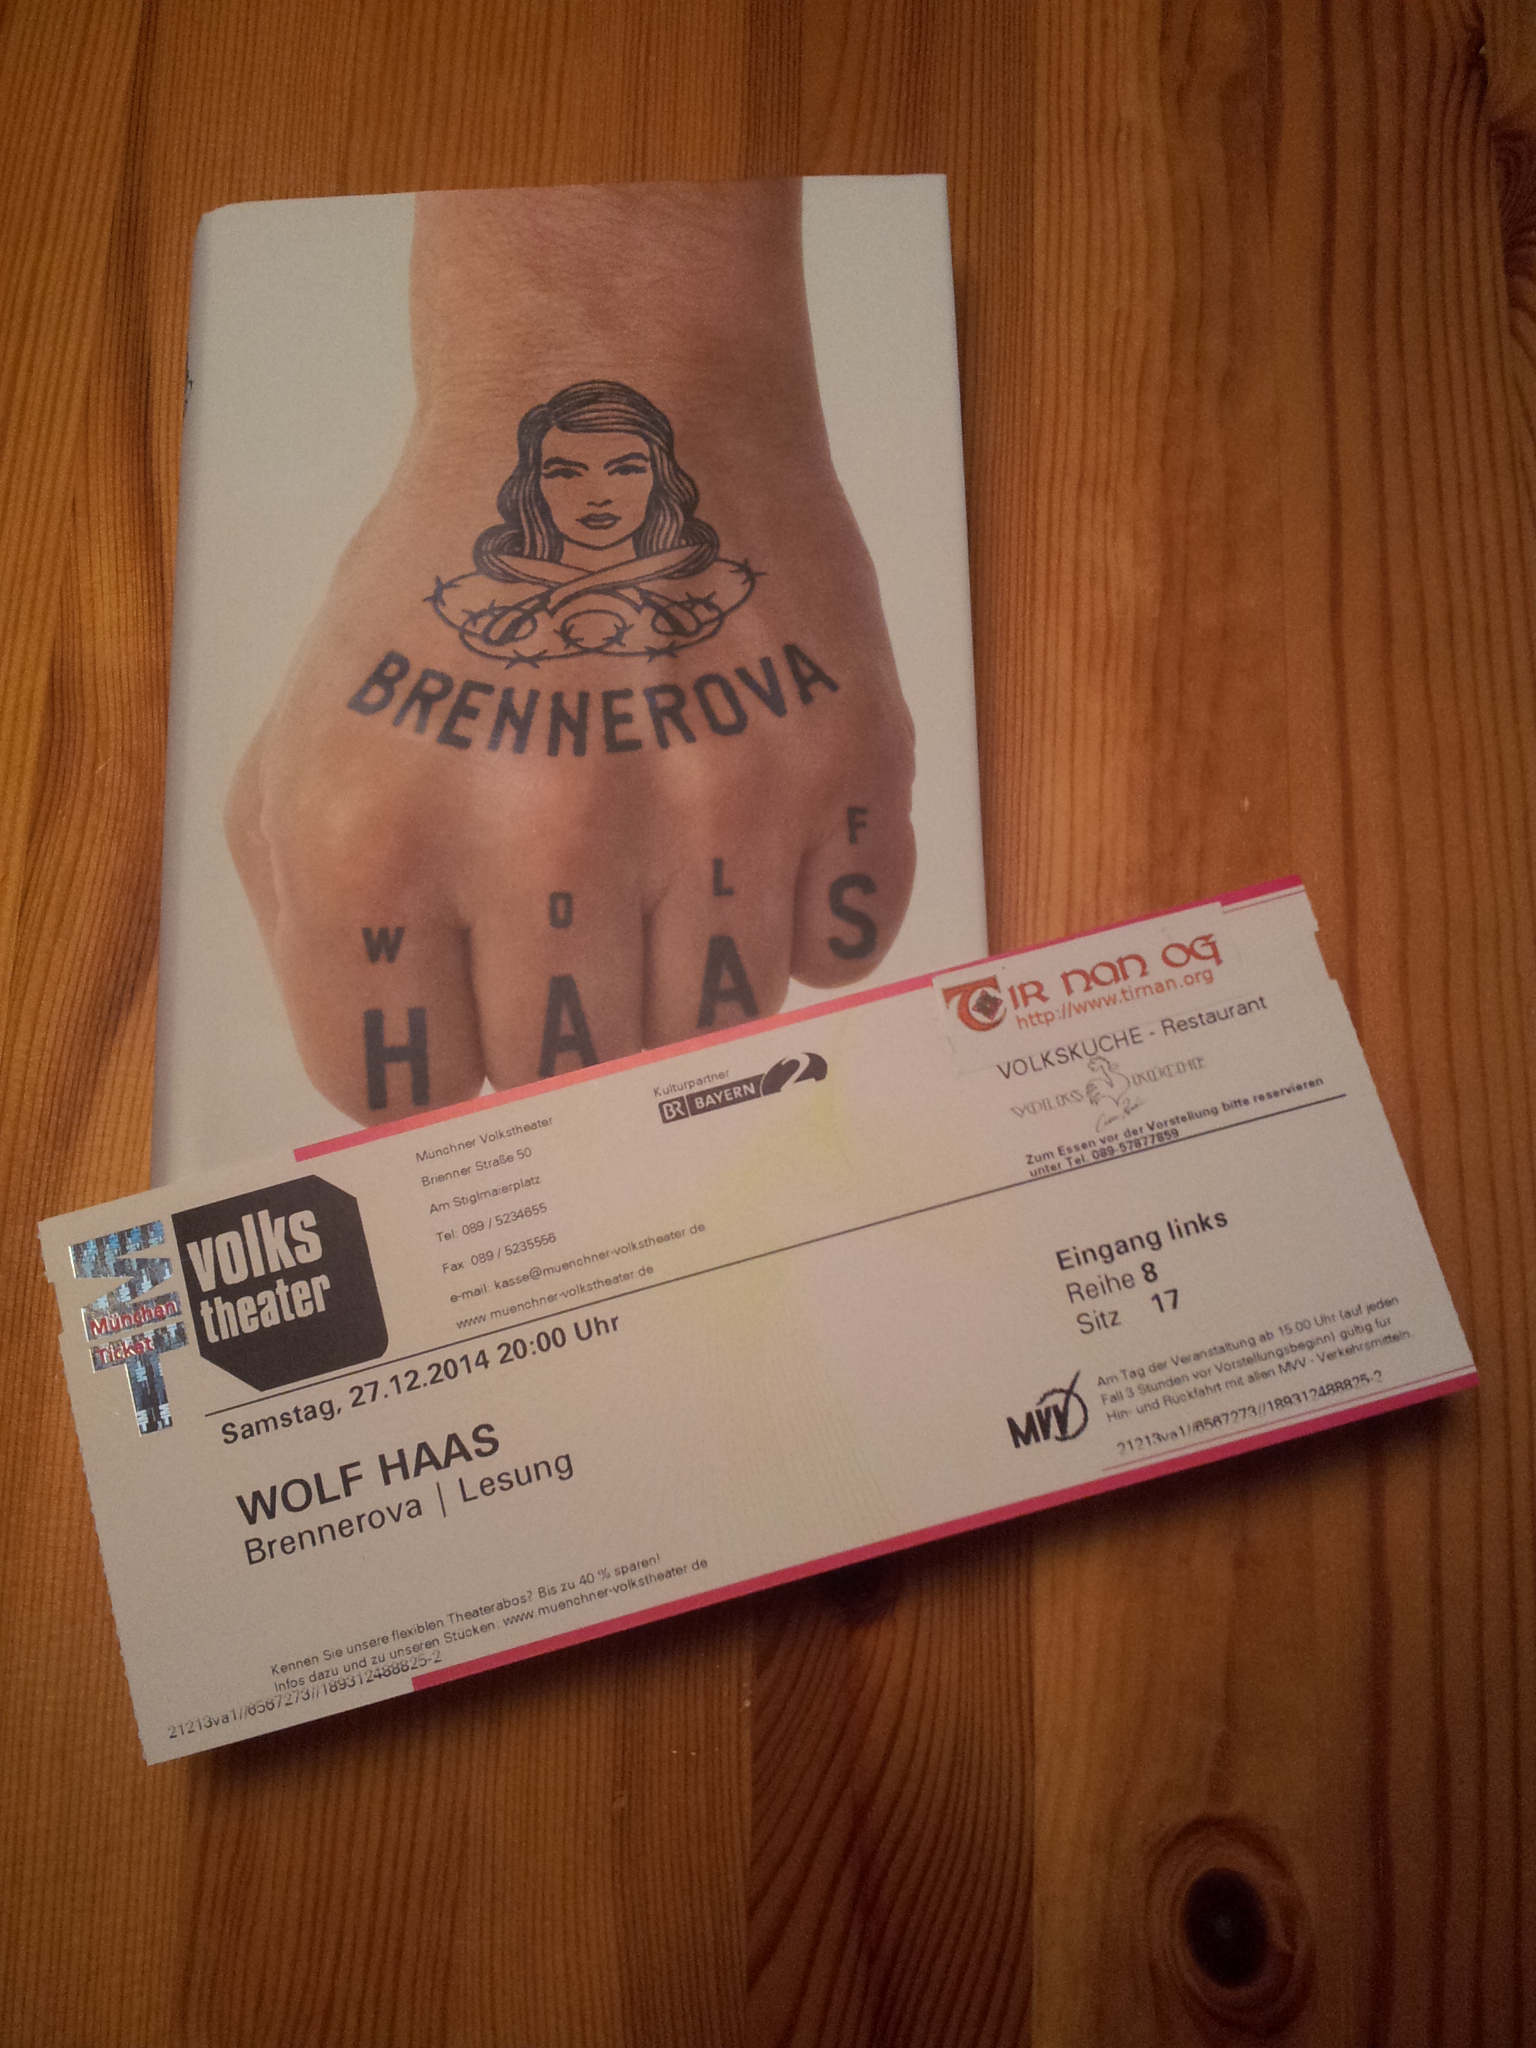 BRENNEROVA
W O L F
H A A S
TIR NAN OG
http://www.tirnan.org
VOLKSKÜCHE - Restaurant
VOLKS KÜCHE
Zum Essen vor der Vorstellung bitte reservieren
unter Tel. 089-57877859
Kulturpartner
BR BAYERN 2
Münchner Volkstheater
Brienner Straße 50
Am Stiglmaierplatz
Tel: 089 / 5234655
Fax 089 / 5235556
e-mail: kasse@muenchner-volkstheater.de
www.muenchner-volkstheater.de
München
Ticket
volks
theater
Samstag, 27.12.2014 20:00 Uhr
WOLF HAAS
Brennerova | Lesung
Eingang links
Reihe 8
Sitz 17
MVV
Am Tag der Veranstaltung ab 15:00 Uhr (auf jeden
Fall 3 Stunden vor Vorstellungsbeginn) gültig für
Hin- und Rückfahrt mit allen MVV - Verkehrsmitteln.
21213va1//6567273//189312488825-2
Kennen Sie unsere flexiblen Theaterabos? Bis zu 40 % sparen!
Infos dazu und zu unseren Stücken: www.muenchner-volkstheater.de
21213va1//6567273//189312488825-2